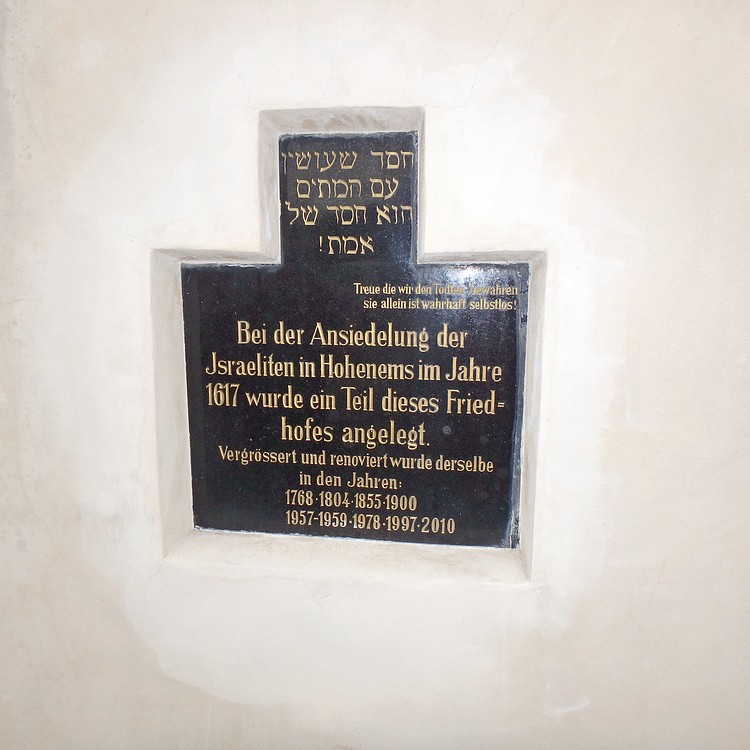 חסד שעושין
עם המתים
הוא חסד של
אמת!
Treue die wir den Todten bewahren
sie allein ist wahrhaft selbstlos!
Bei der Ansiedelung der
Jsraeliten in Hohenems im Jahre
1617 wurde ein Teil dieses Fried=
hofes angelegt.
Vergrössert und renoviert wurde derselbe
in den Jahren:
1768·1804·1855·1900
1957-1959·1978·1997·2010